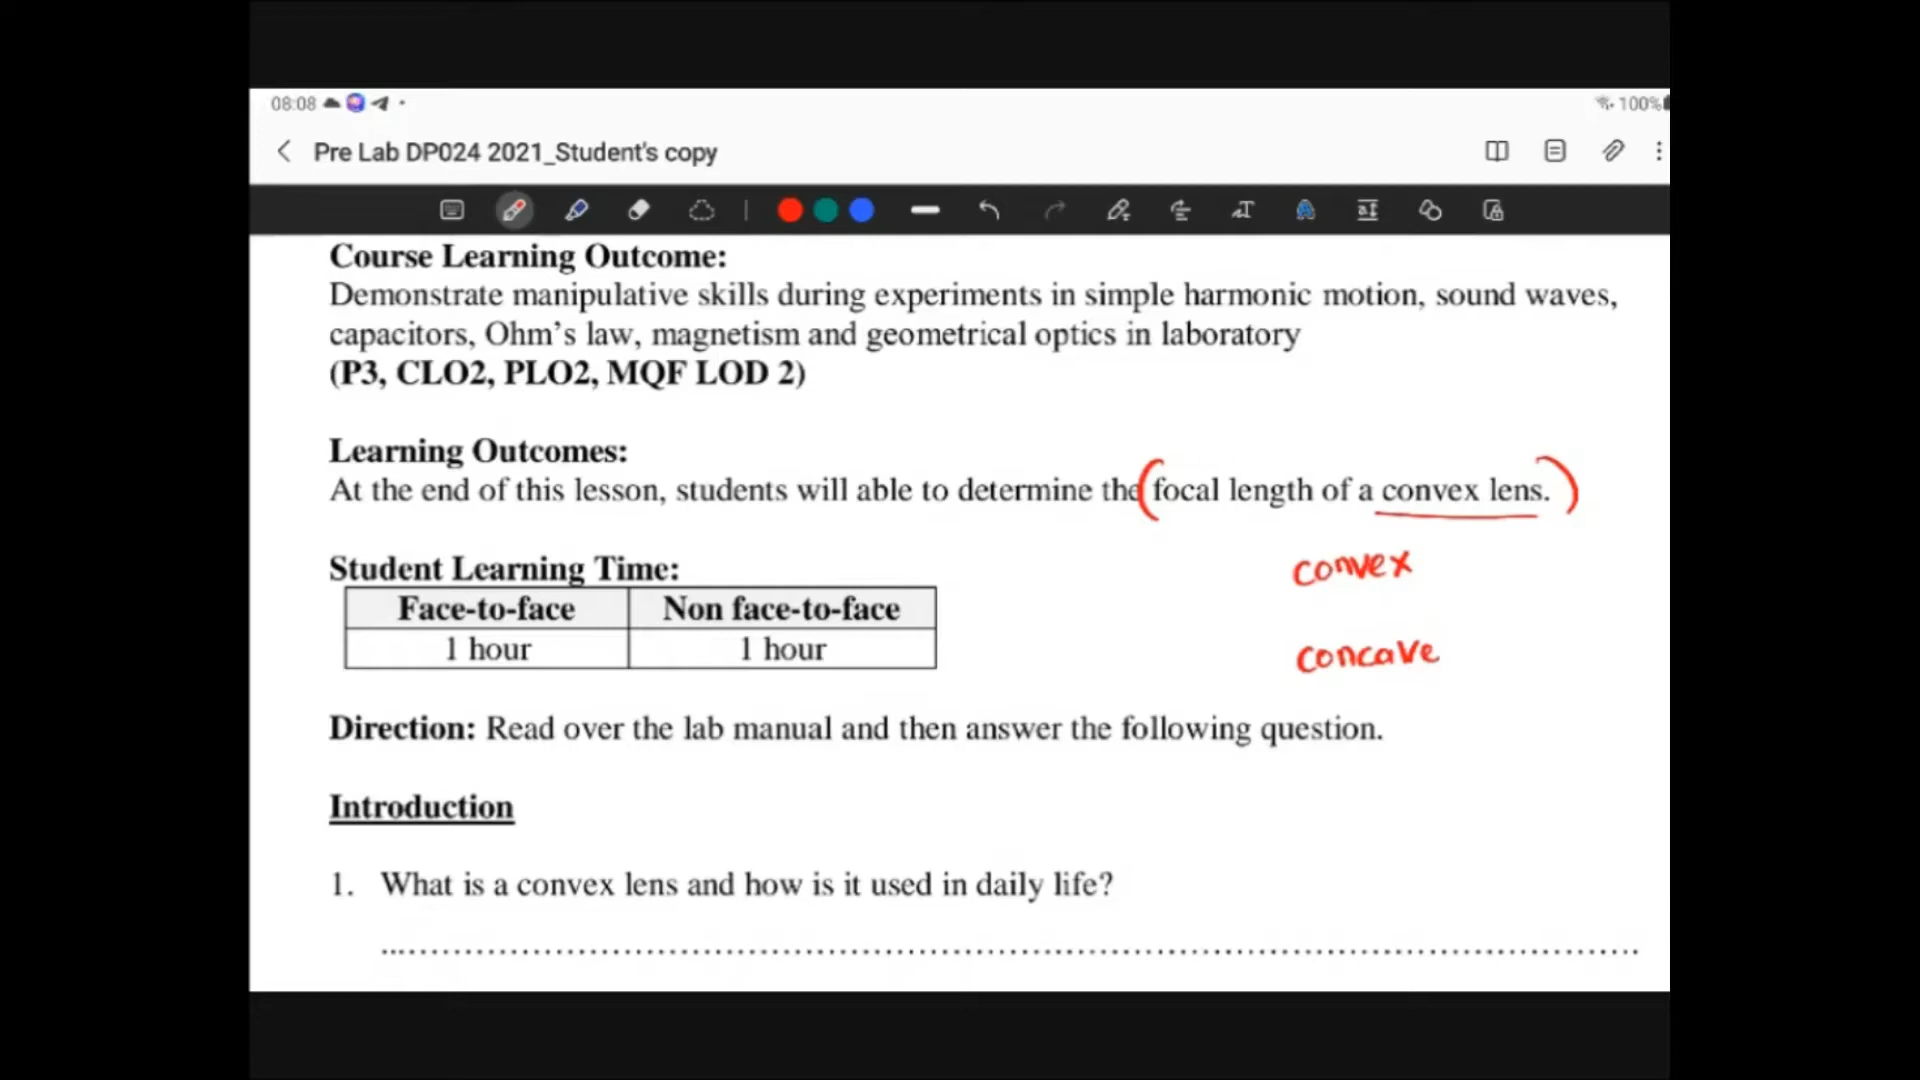 08:08
100%
Pre Lab DP024 2021_Student's copy
Course Learning Outcome:
Demonstrate manipulative skills during experiments in simple harmonic motion, sound waves,
capacitors, Ohm's law, magnetism and geometrical optics in laboratory
(P3, CLO2, PLO2, MQF LOD 2)
Learning Outcomes:
At the end of this lesson, students will able to determine the (focal length of a convex lens.)
convex
Student Learning Time:
Face-to-face Non face-to-face
1 hour 1 hour
concave
Direction: Read over the lab manual and then answer the following question.
Introduction
1. What is a convex lens and how is it used in daily life?